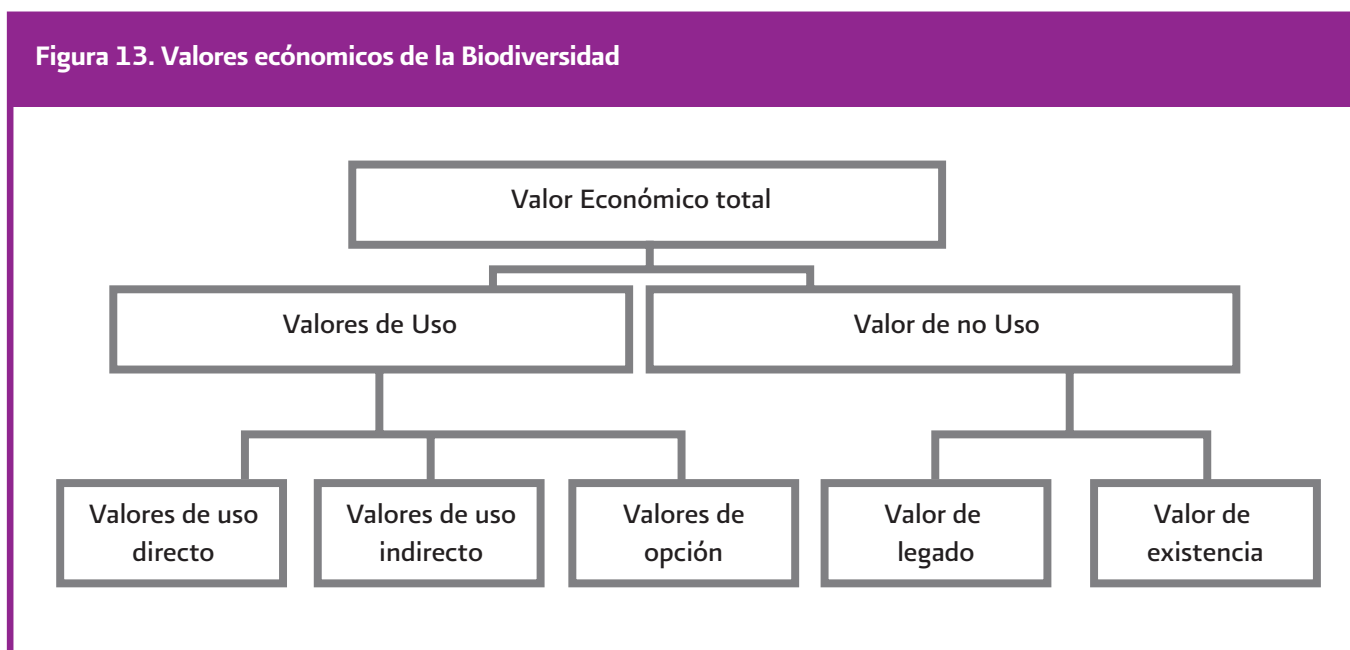 Figura 13. Valores ecónomicos de la Biodiversidad
Valor Económico total
Valores de Uso
Valor de no Uso
Valores de uso
directo
Valores de uso
indirecto
Valores de
opción
Valor de
legado
Valor de
existencia